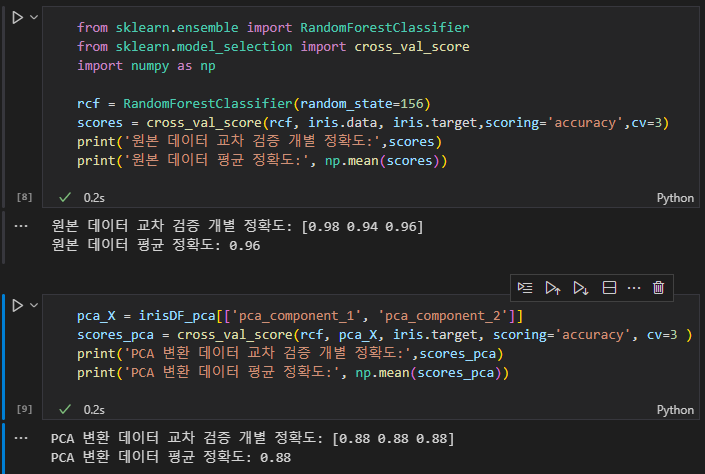 from sklearn.ensemble import RandomForestClassifier
from sklearn.model_selection import cross_val_score
import numpy as np
rcf = RandomForestClassifier(random_state=156)
scores = cross_val_score(rcf, iris.data, iris.target,scoring='accuracy',cv=3)
print('원본 데이터 교차 검증 개별 정확도:',scores)
print('원본 데이터 평균 정확도:', np.mean(scores))
[8] 0.2s Python
원본 데이터 교차 검증 개별 정확도: [0.98 0.94 0.96]
원본 데이터 평균 정확도: 0.96
pca_X = irisDF_pca[['pca_component_1', 'pca_component_2']]
scores_pca = cross_val_score(rcf, pca_X, iris.target, scoring='accuracy', cv=3 )
print('PCA 변환 데이터 교차 검증 개별 정확도:',scores_pca)
print('PCA 변환 데이터 평균 정확도:', np.mean(scores_pca))
[9] 0.2s Python
PCA 변환 데이터 교차 검증 개별 정확도: [0.88 0.88 0.88]
PCA 변환 데이터 평균 정확도: 0.88